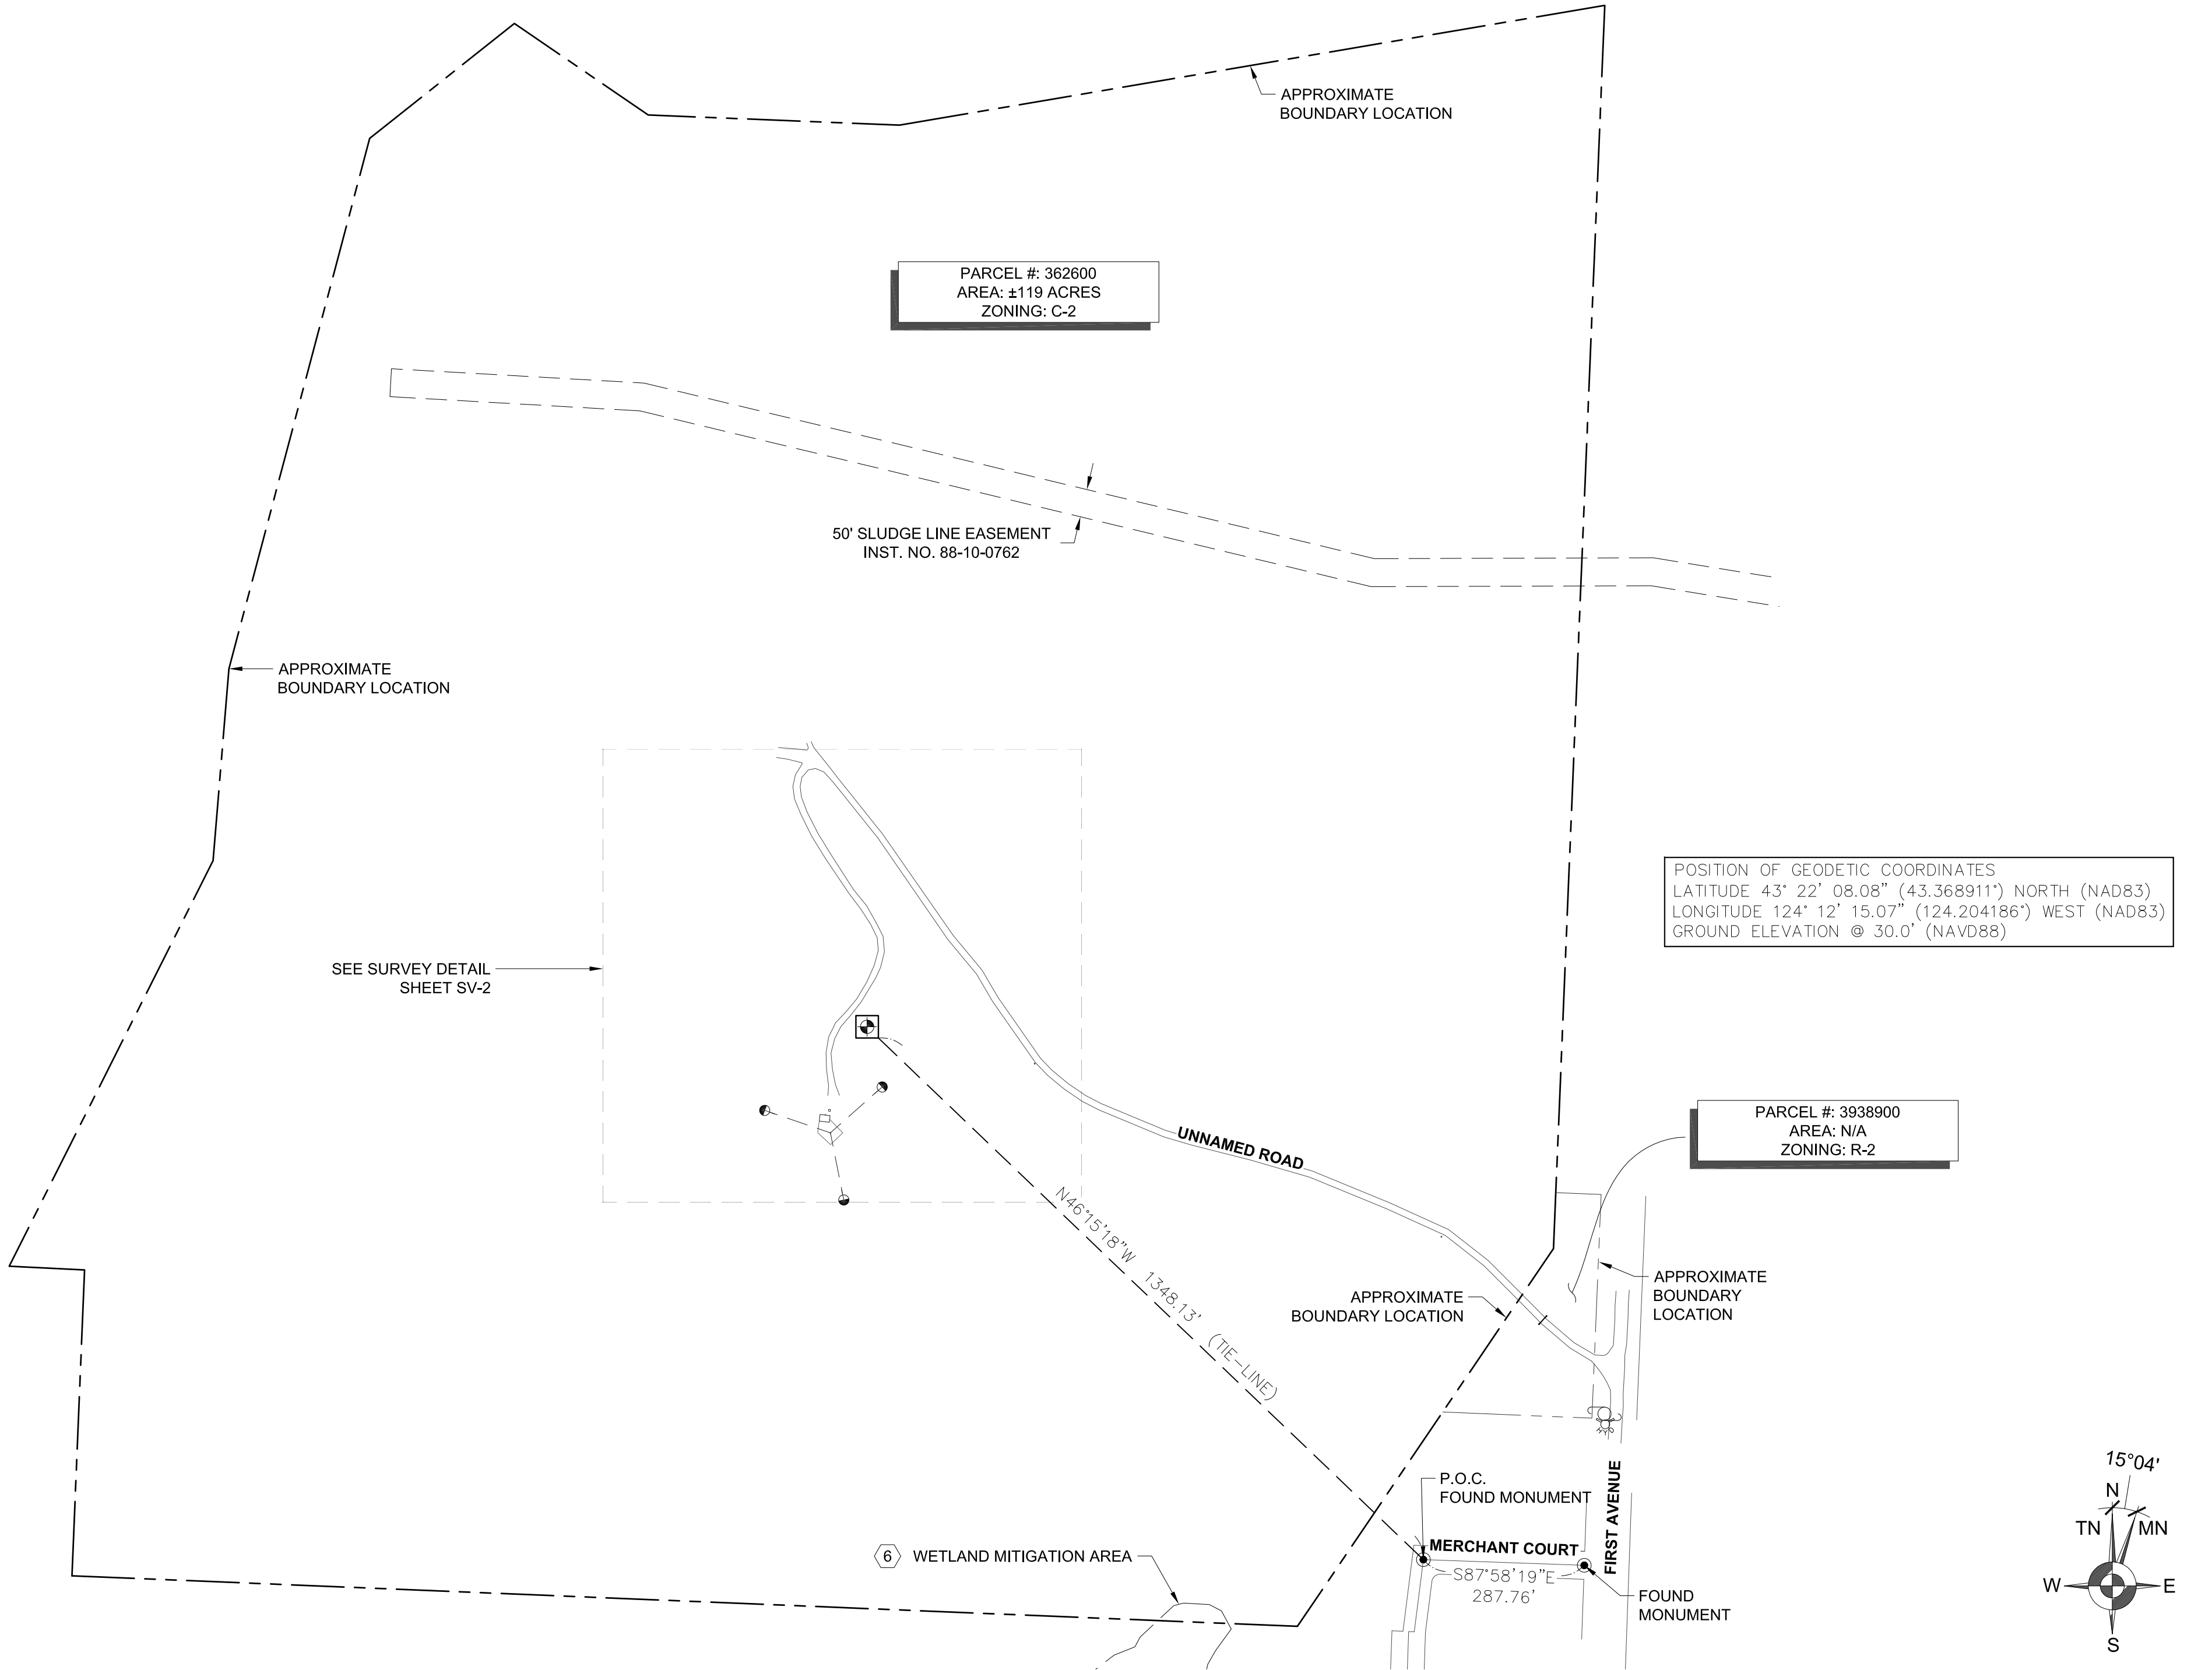 APPROXIMATE
BOUNDARY LOCATION
PARCEL #: 362600
AREA: ±119 ACRES
ZONING: C-2
50' SLUDGE LINE EASEMENT
INST. NO. 88-10-0762
APPROXIMATE
BOUNDARY LOCATION
POSITION OF GEODETIC COORDINATES
LATITUDE 43° 22' 08.08" (43.368911°) NORTH (NAD83)
LONGITUDE 124° 12' 15.07" (124.204186°) WEST (NAD83)
GROUND ELEVATION @ 30.0' (NAVD88)
SEE SURVEY DETAIL
SHEET SV-2
PARCEL #: 3938900
AREA: N/A
ZONING: R-2
UNNAMED ROAD
N46°15'18"W 1348.13' (TIE-LINE)
APPROXIMATE
BOUNDARY LOCATION
APPROXIMATE
BOUNDARY
LOCATION
HYD
P.O.C.
FOUND MONUMENT
FIRST AVENUE
MERCHANT COURT
S87°58'19"E
287.76'
FOUND
MONUMENT
6 WETLAND MITIGATION AREA
15°04'
N
TN MN
W E
S